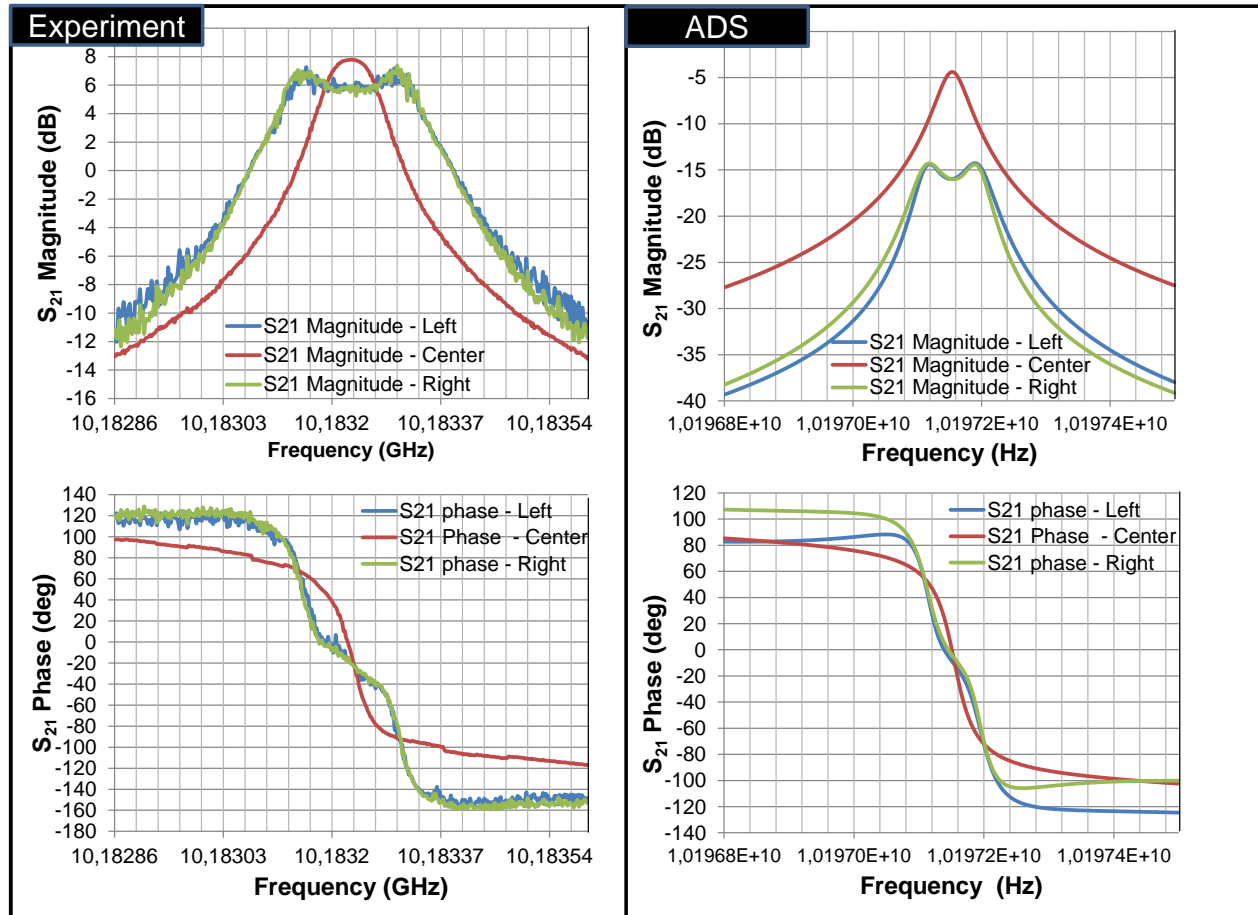 Experiment
8
6
4
2
0
-2
-4
-6
-8
-10
-12
-14
-16
S21 Magnitude (dB)
S21 Magnitude - Left
S21 Magnitude - Center
S21 Magnitude - Right
10,18286 10,18303 10,1832 10,18337 10,18354
Frequency (GHz)
ADS
-5
-10
-15
-20
-25
-30
-35
-40
S21 Magnitude (dB)
S21 Magnitude - Left
S21 Magnitude - Center
S21 Magnitude - Right
1,01968E+10 1,01970E+10 1,01972E+10 1,01974E+10
Frequency (Hz)
140
120
100
80
60
40
20
0
-20
-40
-60
-80
-100
-120
-140
-160
-180
S21 Phase (deg)
S21 phase - Left
S21 Phase - Center
S21 phase - Right
10,18286 10,18303 10,1832 10,18337 10,18354
Frequency (GHz)
120
100
80
60
40
20
0
-20
-40
-60
-80
-100
-120
-140
S21 Phase (deg)
S21 phase - Left
S21 Phase - Center
S21 phase - Right
1,01968E+10 1,01970E+10 1,01972E+10 1,01974E+10
Frequency (Hz)